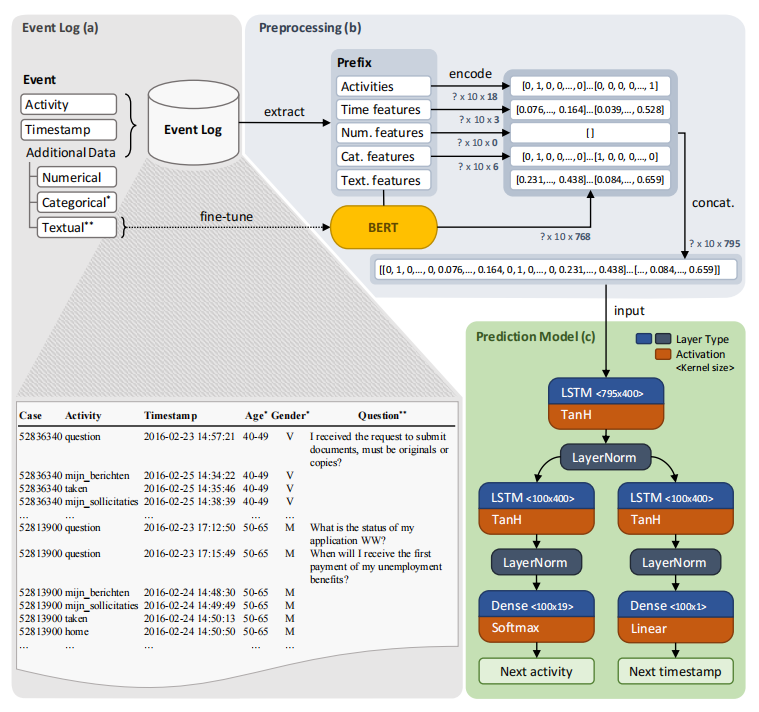 Event Log (a)
Event
Activity
Timestamp
Additional Data
Numerical
Categorical*
Textual**
Event Log
extract
fine-tune
Preprocessing (b)
Prefix
Activities
Time features
Num. features
Cat. features
Text. features
BERT
encode
? x 10 x 18
? x 10 x 3
? x 10 x 0
? x 10 x 6
? x 10 x 768
[0, 1, 0, 0,..., 0]...[0, 0, 0, 0,..., 1]
[0.076,..., 0.164]...[0.039,..., 0.528]
[ ]
[0, 1, 0, 0,..., 0]...[1, 0, 0, 0,..., 0]
[0.231,..., 0.438]...[0.084,..., 0.659]
concat.
? x 10 x 795
[[0, 1, 0,..., 0, 0.076,..., 0.164, 0, 1, 0,..., 0, 0.231,..., 0.438]...[..., 0.084,..., 0.659]]
input
Case Activity Timestamp Age* Gender* Question**
52836340 question 2016-02-23 14:57:21 40-49 V I received the request to submit
documents, must be originals or
copies?
52836340 mijn_berichten 2016-02-25 14:34:22 40-49 V
52836340 taken 2016-02-25 14:35:46 40-49 V
52836340 mijn_sollicitaties 2016-02-25 14:38:39 40-49 V
... ... ... ...
52813900 question 2016-02-23 17:12:50 50-65 M What is the status of my
application WW?
52813900 question 2016-02-23 17:15:49 50-65 M When will I receive the first
payment of my unemployment
benefits?
52813900 mijn_berichten 2016-02-24 14:48:30 50-65 M
52813900 mijn_sollicitaties 2016-02-24 14:49:49 50-65 M
52813900 taken 2016-02-24 14:50:13 50-65 M
52813900 home 2016-02-24 14:50:50 50-65 M
... ... ... ...
Prediction Model (c)
Layer Type
Activation
<Kernel size>
LSTM <795x400>
TanH
LayerNorm
LSTM <100x400>
TanH
LayerNorm
Dense <100x19>
Softmax
Next activity
LSTM <100x400>
TanH
LayerNorm
Dense <100x1>
Linear
Next timestamp